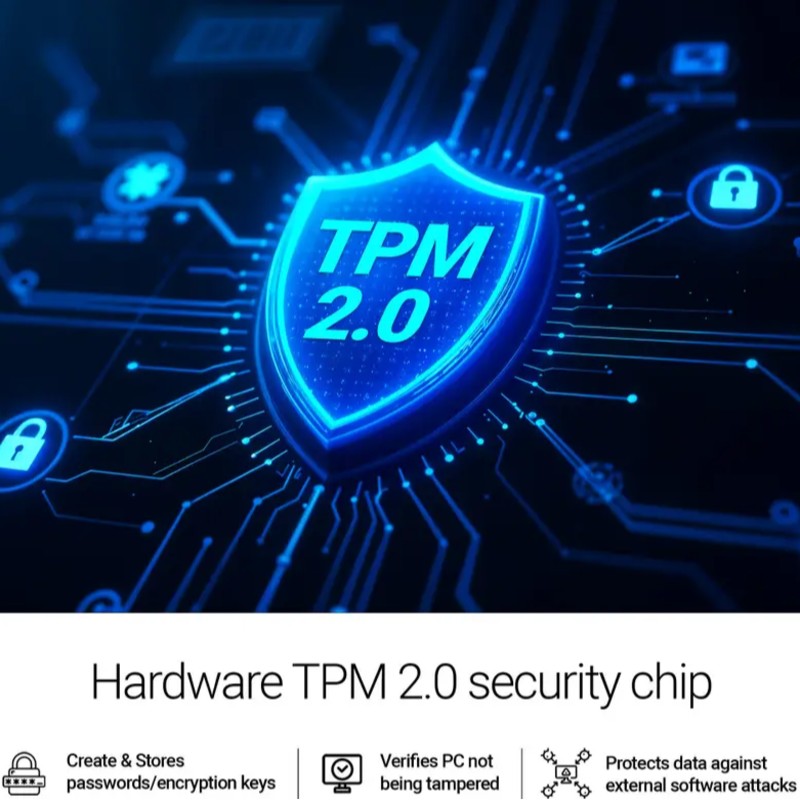 TPM
2.0
Hardware TPM 2.0 security chip
Create & Stores
passwords/encryption keys
Verifies PC not
being tampered
Protects data against
external software attacks